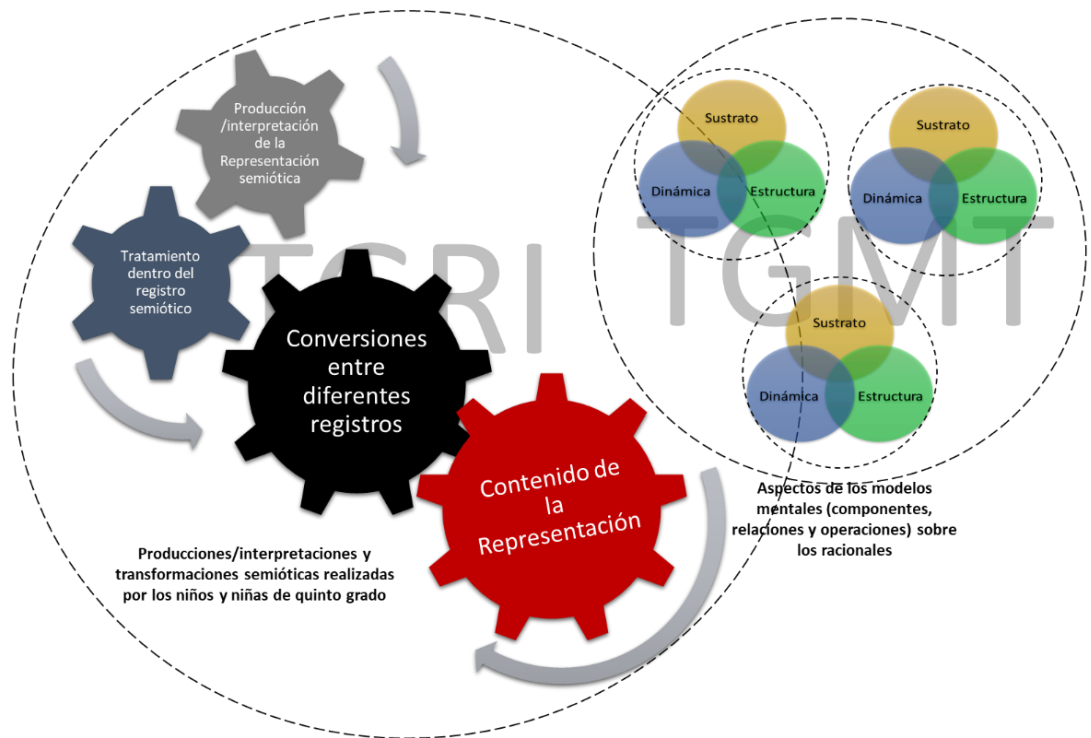 Producción
/interpretación
de la
Representación
semiótica
Tratamiento
dentro del
registro
semiótico
TGRI
Conversiones
entre
diferentes
registros
Contenido de
la
Representación
Producciones/interpretaciones y
transformaciones semióticas realizadas
por los niños y niñas de quinto grado
TGMT
Sustrato
Dinámica
Estructura
Sustrato
Dinámica
Estructura
Sustrato
Dinámica
Estructura
Aspectos de los modelos
mentales (componentes,
relaciones y operaciones) sobre
los racionales